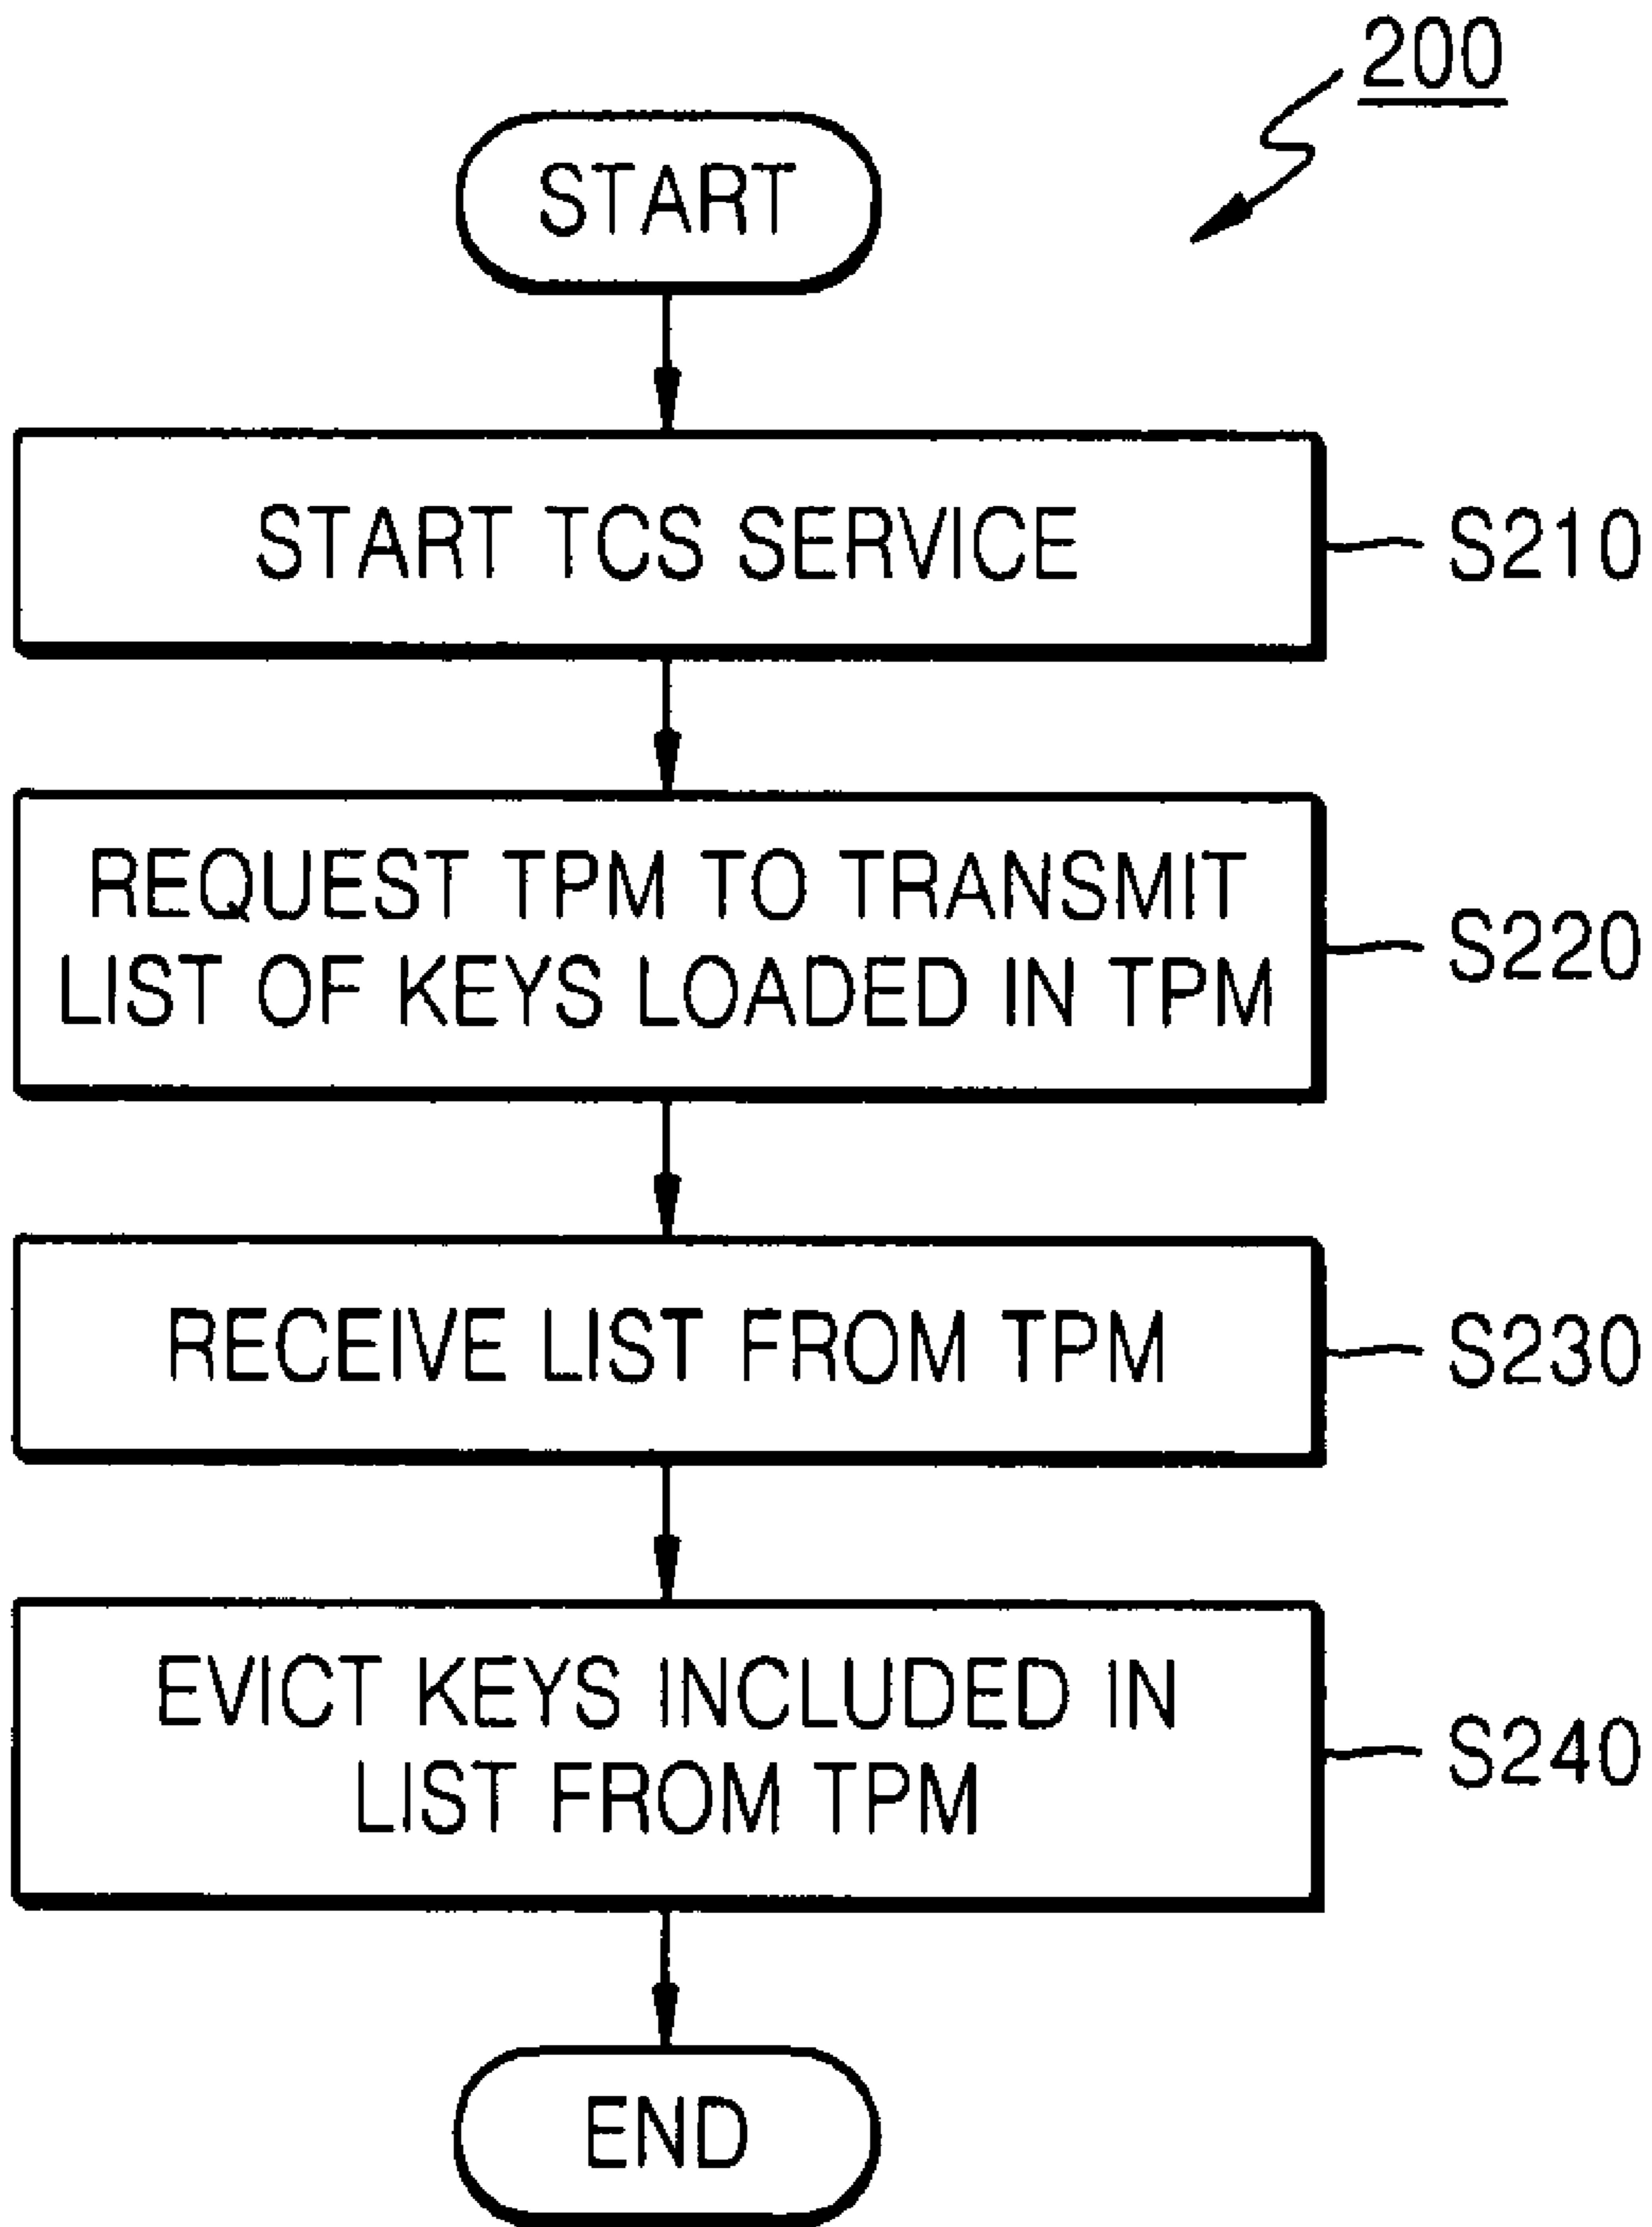 200
START
START TCS SERVICE
S210
REQUEST TPM TO TRANSMIT
LIST OF KEYS LOADED IN TPM
S220
RECEIVE LIST FROM TPM
S230
EVICT KEYS INCLUDED IN
LIST FROM TPM
S240
END